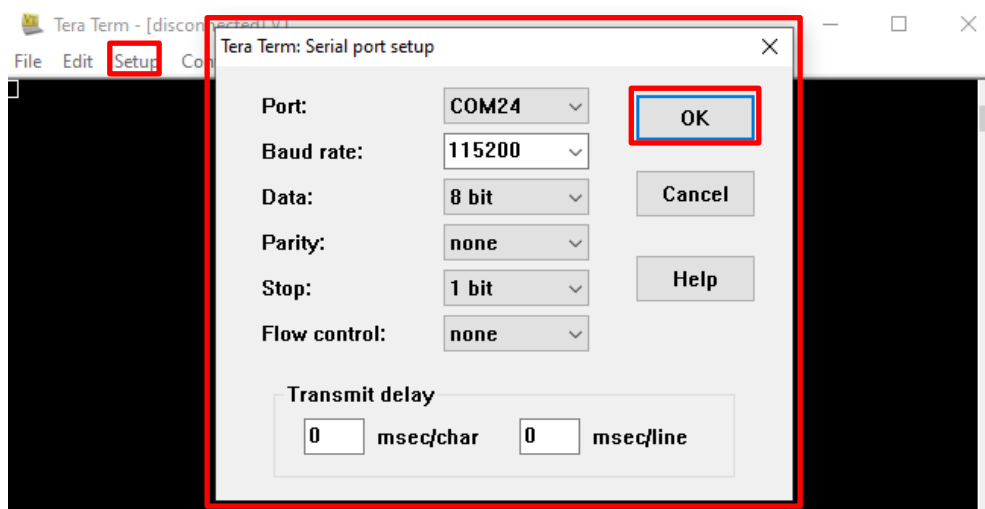 Tera Term - [disconnected] VT
File Edit Setup Con
Tera Term: Serial port setup
Port: COM24
OK
Baud rate: 115200
Data: 8 bit
Cancel
Parity: none
Stop: 1 bit
Help
Flow control: none
Transmit delay
0 msec/char 0 msec/line